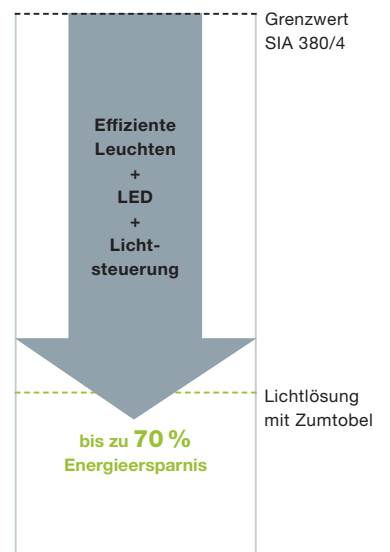 Grenzwert
SIA 380/4
Effiziente
Leuchten
+
LED
+
Licht-
steuerung
Lichtlösung
mit Zumtobel
bis zu 70 %
Energieersparnis